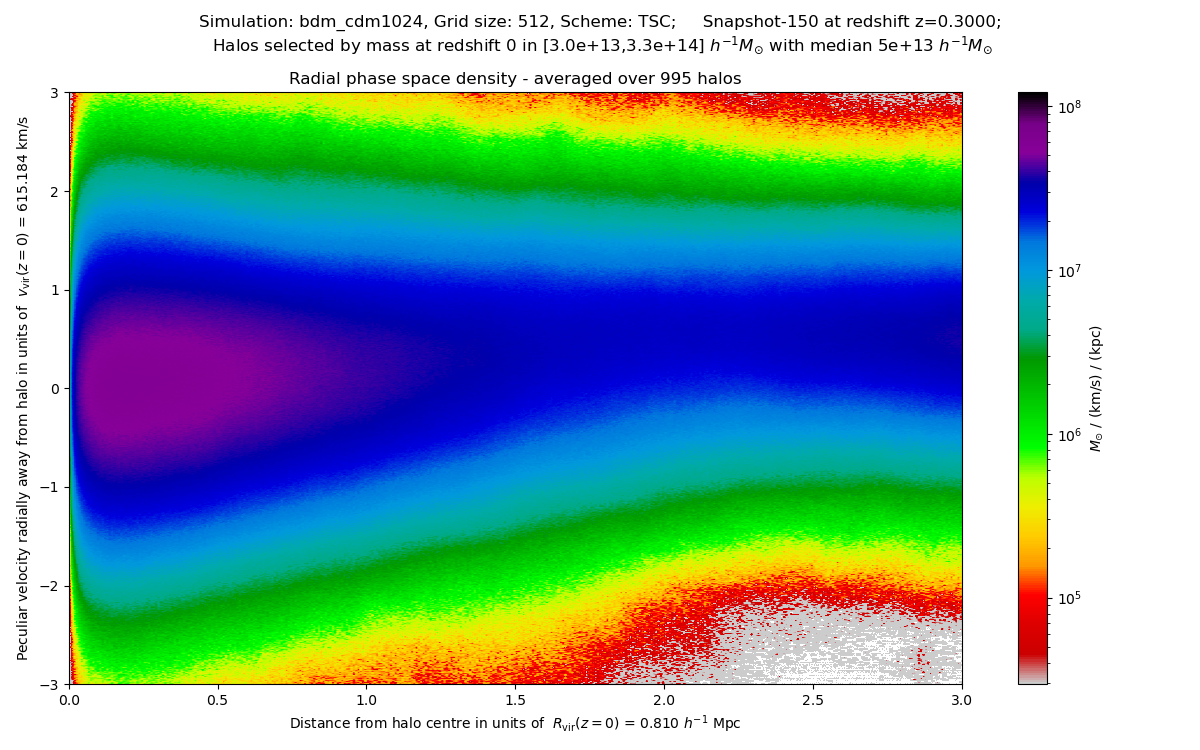 Simulation: bdm_cdm1024, Grid size: 512, Scheme: TSC;     Snapshot-150 at redshift z=0.3000;
Halos selected by mass at redshift 0 in [3.0e+13,3.3e+14] h⁻¹M⊙ with median 5e+13 h⁻¹M⊙
Radial phase space density - averaged over 995 halos
Peculiar velocity radially away from halo in units of v_vir(z = 0) = 615.184 km/s
3
2
1
0
−1
−2
−3
0.0 0.5 1.0 1.5 2.0 2.5 3.0
Distance from halo centre in units of R_vir(z = 0) = 0.810 h⁻¹ Mpc
10⁸
10⁷
10⁶
10⁵
M⊙ / (km/s) / (kpc)